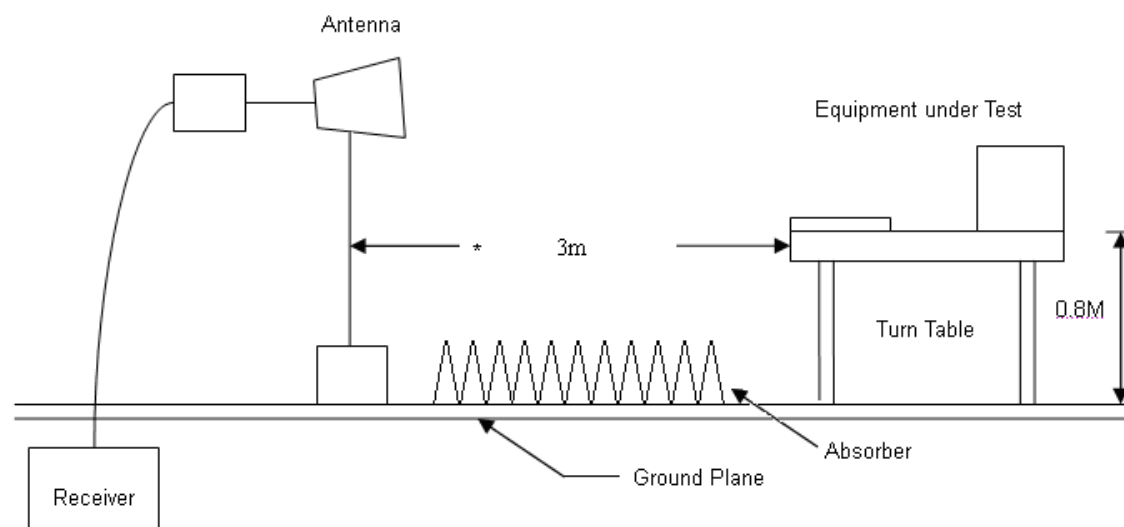 Antenna
Equipment under Test
* 3m
0.8M
Turn Table
Absorber
Ground Plane
Receiver